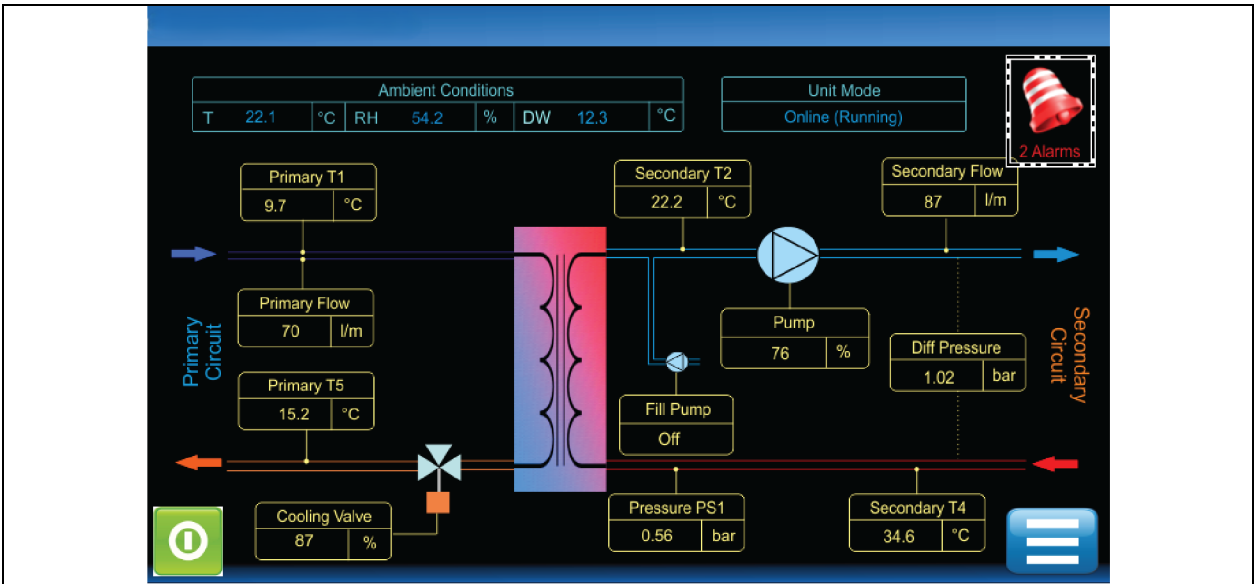 Ambient Conditions
T 22.1 °C RH 54.2 % DW 12.3 °C
Unit Mode
Online (Running)
2 Alarms
Primary T1
9.7 °C
Secondary T2
22.2 °C
Secondary Flow
87 l/m
Primary Flow
70 l/m
Pump
76 %
Diff Pressure
1.02 bar
Primary
Circuit
Secondary
Circuit
Primary T5
15.2 °C
Fill Pump
Off
Cooling Valve
87 %
Pressure PS1
0.56 bar
Secondary T4
34.6 °C